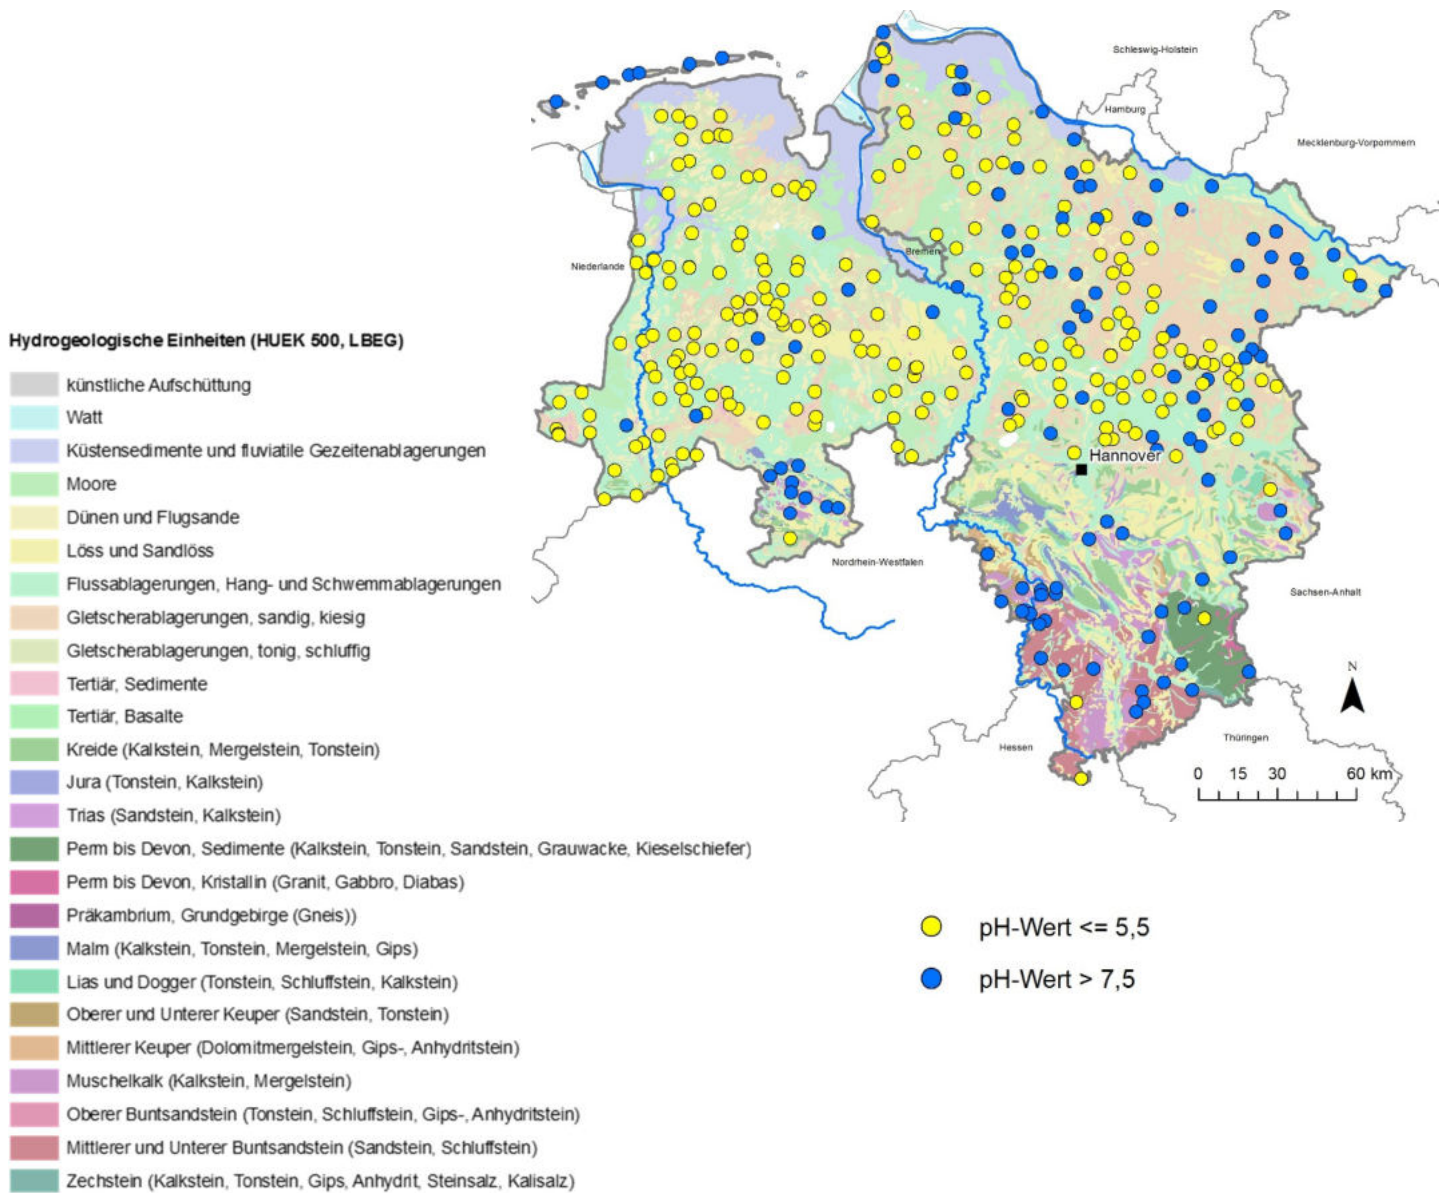 Schleswig-Holstein
Hamburg
Mecklenburg-Vorpommern
Niederlande
Bremen
Hannover
Nordrhein-Westfalen
Sachsen-Anhalt
Hessen
Thüringen
N
0 15 30 60 km
Hydrogeologische Einheiten (HUEK 500, LBEG)
künstliche Aufschüttung
Watt
Küstensedimente und fluviatile Gezeitenablagerungen
Moore
Dünen und Flugsande
Löss und Sandlöss
Flussablagerungen, Hang- und Schwemmablagerungen
Gletscherablagerungen, sandig, kiesig
Gletscherablagerungen, tonig, schluffig
Tertiär, Sedimente
Tertiär, Basalte
Kreide (Kalkstein, Mergelstein, Tonstein)
Jura (Tonstein, Kalkstein)
Trias (Sandstein, Kalkstein)
Perm bis Devon, Sedimente (Kalkstein, Tonstein, Sandstein, Grauwacke, Kieselschiefer)
Perm bis Devon, Kristallin (Granit, Gabbro, Diabas)
Präkambrium, Grundgebirge (Gneis))
Malm (Kalkstein, Tonstein, Mergelstein, Gips)
Lias und Dogger (Tonstein, Schluffstein, Kalkstein)
Oberer und Unterer Keuper (Sandstein, Tonstein)
Mittlerer Keuper (Dolomitmergelstein, Gips-, Anhydritstein)
Muschelkalk (Kalkstein, Mergelstein)
Oberer Buntsandstein (Tonstein, Schluffstein, Gips-, Anhydritstein)
Mittlerer und Unterer Buntsandstein (Sandstein, Schluffstein)
Zechstein (Kalkstein, Tonstein, Gips, Anhydrit, Steinsalz, Kalisalz)
pH-Wert <= 5,5
pH-Wert > 7,5